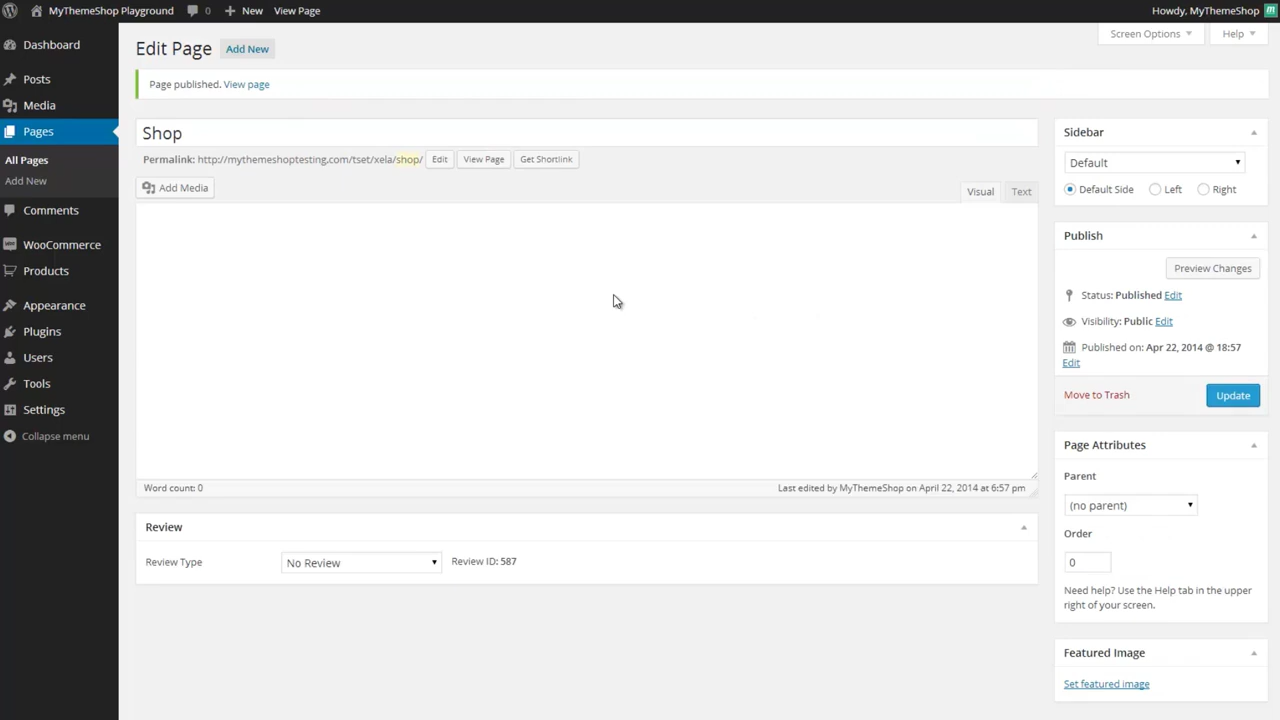 MyThemeShop Playground 0 New View Page Howdy, MyThemeShop m
Dashboard
Posts
Media
Pages
All Pages
Add New
Comments
WooCommerce
Products
Appearance
Plugins
Users
Tools
Settings
Collapse menu
Screen Options Help
Edit Page Add New
Page published. View page
Shop
Permalink: http://mythemeshoptesting.com/tset/xela/shop/ Edit View Page Get Shortlink
Add Media
Visual Text
Word count: 0 Last edited by MyThemeShop on April 22, 2014 at 6:57 pm
Review
Review Type No Review Review ID: 587
Sidebar
Default
Default Side Left Right
Publish
Preview Changes
Status: Published Edit
Visibility: Public Edit
Published on: Apr 22, 2014 @ 18:57
Edit
Move to Trash Update
Page Attributes
Parent
(no parent)
Order
0
Need help? Use the Help tab in the upper
right of your screen.
Featured Image
Set featured image